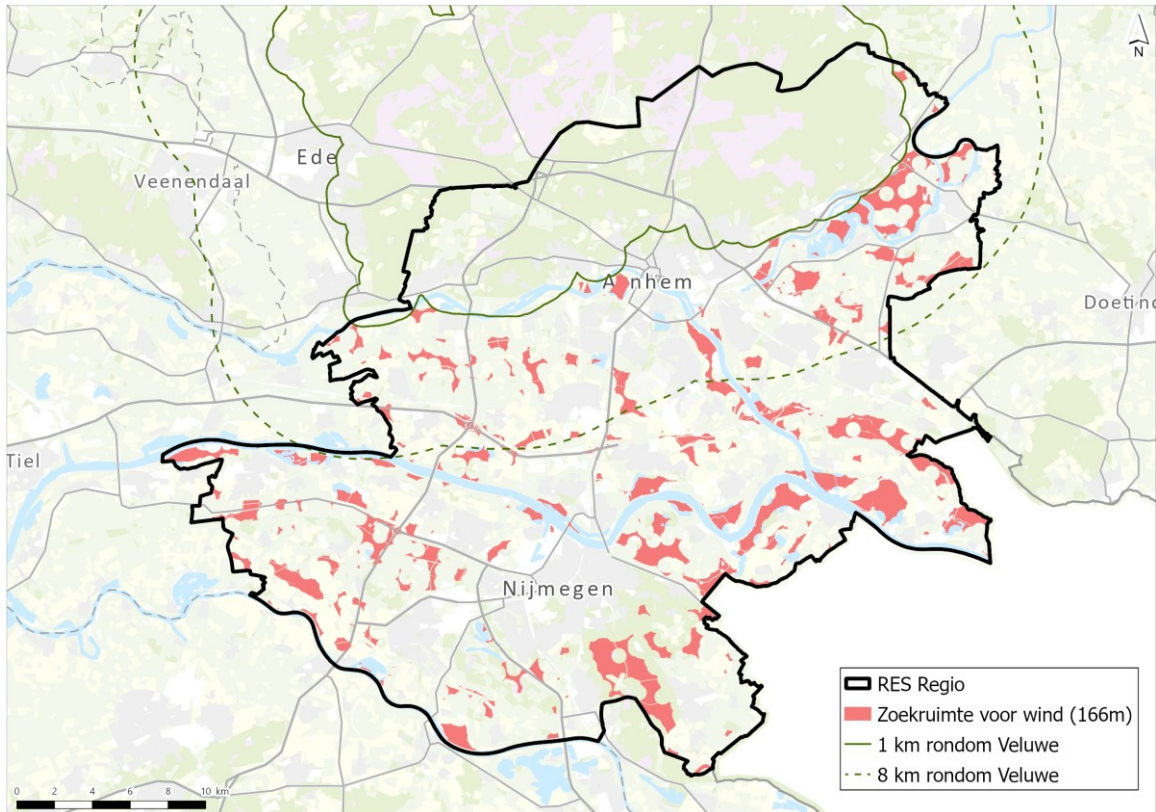 N
Ede
Veenendaal
Arnhem
Doetinc
Tiel
Nijmegen
RES Regio
Zoekruimte voor wind (166m)
1 km rondom Veluwe
8 km rondom Veluwe
0 2 4 6 8 10 km